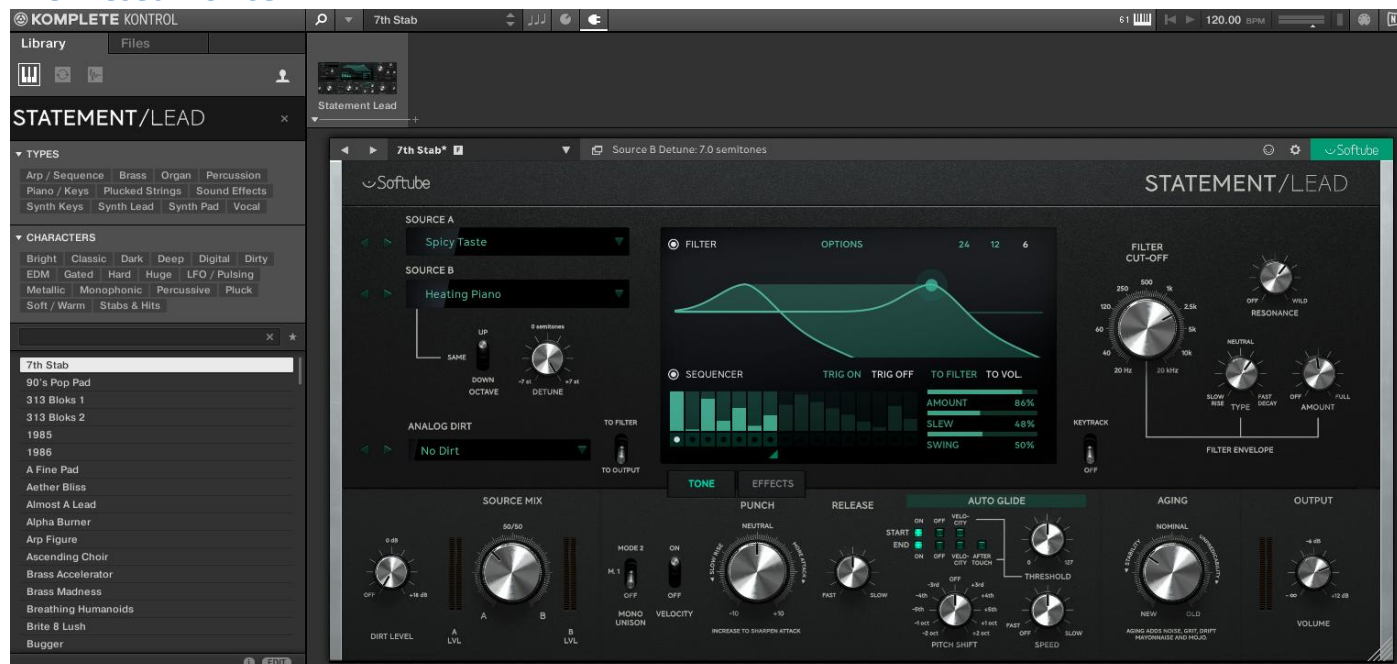 KOMPLETE KONTROL
7th Stab
61
120.00 BPM
Library
Files
STATEMENT/LEAD
×
Statement Lead
+
TYPES
Arp / Sequence Brass Organ Percussion
Piano / Keys Plucked Strings Sound Effects
Synth Keys Synth Lead Synth Pad Vocal
CHARACTERS
Bright Classic Dark Deep Digital Dirty
EDM Gated Hard Huge LFO / Pulsing
Metallic Monophonic Percussive Pluck
Soft / Warm Stabs & Hits
7th Stab
90's Pop Pad
313 Bloks 1
313 Bloks 2
1985
1986
A Fine Pad
Aether Bliss
Almost A Lead
Alpha Burner
Arp Figure
Ascending Choir
Brass Accelerator
Brass Madness
Breathing Humanoids
Brite 8 Lush
Bugger
EDIT
7th Stab* F
Source B Detune: 7.0 semitones
Softube
Softube
STATEMENT/LEAD
SOURCE A
Spicy Taste
SOURCE B
Heating Piano
UP
SAME
DOWN
OCTAVE
0 semitones
-7 st +7 st
DETUNE
ANALOG DIRT
No Dirt
TO FILTER
TO OUTPUT
FILTER OPTIONS 24 12 6
SEQUENCER TRIG ON TRIG OFF TO FILTER TO VOL.
AMOUNT 86%
SLEW 48%
SWING 50%
FILTER
CUT-OFF
250 500 1k
120 2.5k
60 5k
40 10k
20 Hz 20 kHz
OFF WILD
RESONANCE
NEUTRAL
SLOW RISE FAST DECAY
TYPE
OFF FULL
AMOUNT
FILTER ENVELOPE
KEYTRACK
OFF
TONE EFFECTS
SOURCE MIX
50/50
A B
0 dB
OFF +18 dB
DIRT LEVEL
A
LVL
B
LVL
MODE 2
M. 1
OFF
MONO
UNISON
ON
OFF
VELOCITY
PUNCH
NEUTRAL
SLOW RISE
MORE ATTACK
-10 +10
INCREASE TO SHARPEN ATTACK
RELEASE
FAST SLOW
AUTO GLIDE
ON OFF VELO-
CITY
START
END
ON OFF VELO-
CITY AFTER
TOUCH
0 127
THRESHOLD
-3rd OFF +3rd
-4th +4th
-5th +5th
-1 oct +1 oct
-2 oct +2 oct
PITCH SHIFT
FAST
OFF SLOW
SPEED
AGING
NOMINAL
STABILITY
UNPREDICTABILITY
NEW OLD
AGING ADDS NOISE, GRIT, DRIFT
MAYONNAISE AND MOJO.
OUTPUT
-6 dB
-∞ +12 dB
VOLUME